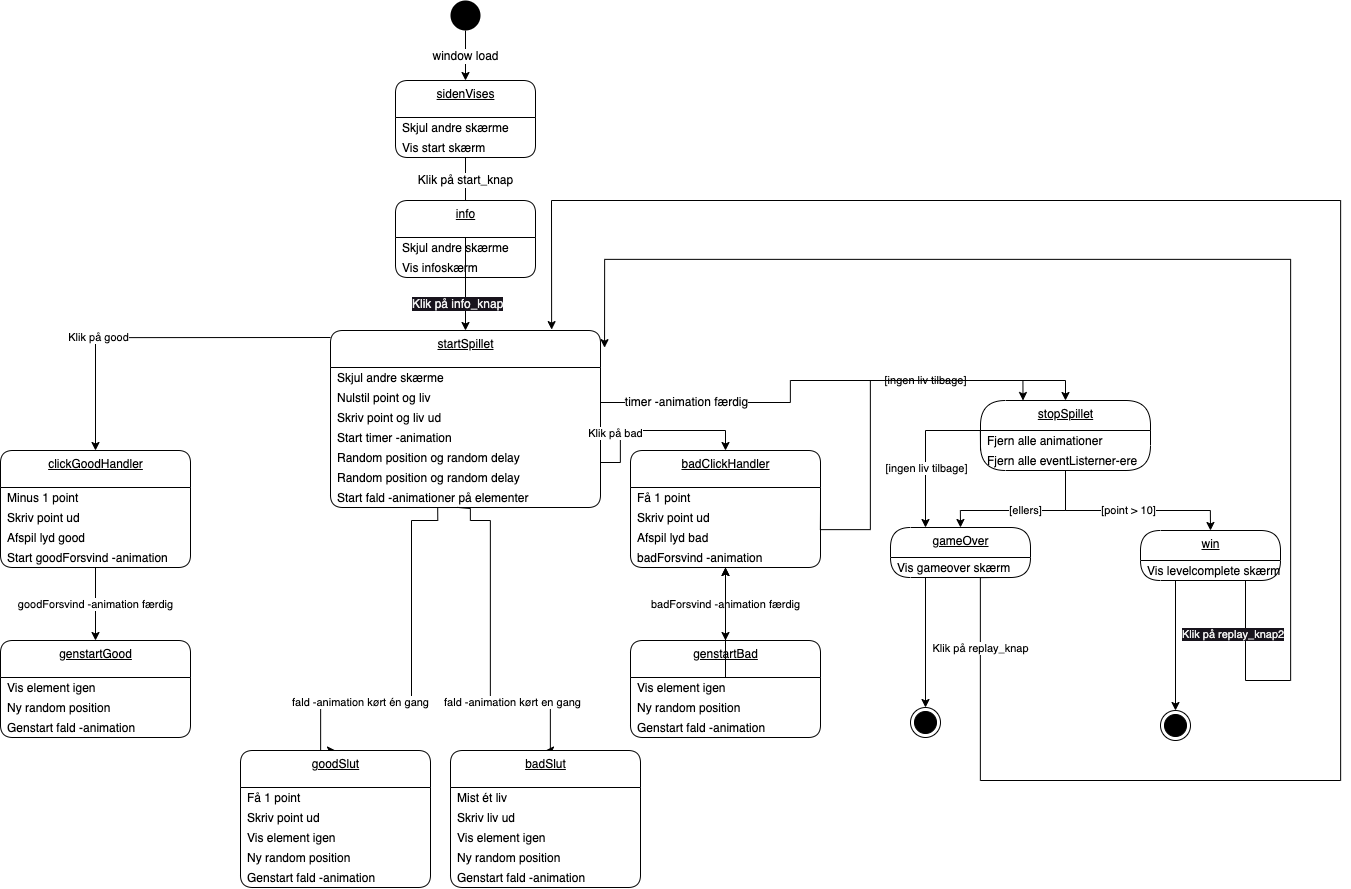 window load
sidenVises
Skjul andre skærme
Vis start skærm
Klik på start_knap
info
Skjul andre skærme
Vis infoskærm
Klik på info_knap
Klik på good
startSpillet
Skjul andre skærme
Nulstil point og liv
Skriv point og liv ud
Start timer -animation
Random position og random delay
Random position og random delay
Start fald -animationer på elementer
timer -animation færdig
[ingen liv tilbage]
Klik på bad
stopSpillet
Fjern alle animationer
Fjern alle eventListerner-ere
clickGoodHandler
Minus 1 point
Skriv point ud
Afspil lyd good
Start goodForsvind -animation
badClickHandler
Få 1 point
Skriv point ud
Afspil lyd bad
badForsvind -animation
[ingen liv tilbage]
[ellers]
[point > 10]
gameOver
Vis gameover skærm
win
Vis levelcomplete skærm
goodForsvind -animation færdig
badForsvind -animation færdig
Klik på replay_knap
Klik på replay_knap2
genstartGood
Vis element igen
Ny random position
Genstart fald -animation
genstartBad
Vis element igen
Ny random position
Genstart fald -animation
fald -animation kørt én gang
fald -animation kørt en gang
goodSlut
Få 1 point
Skriv point ud
Vis element igen
Ny random position
Genstart fald -animation
badSlut
Mist ét liv
Skriv liv ud
Vis element igen
Ny random position
Genstart fald -animation